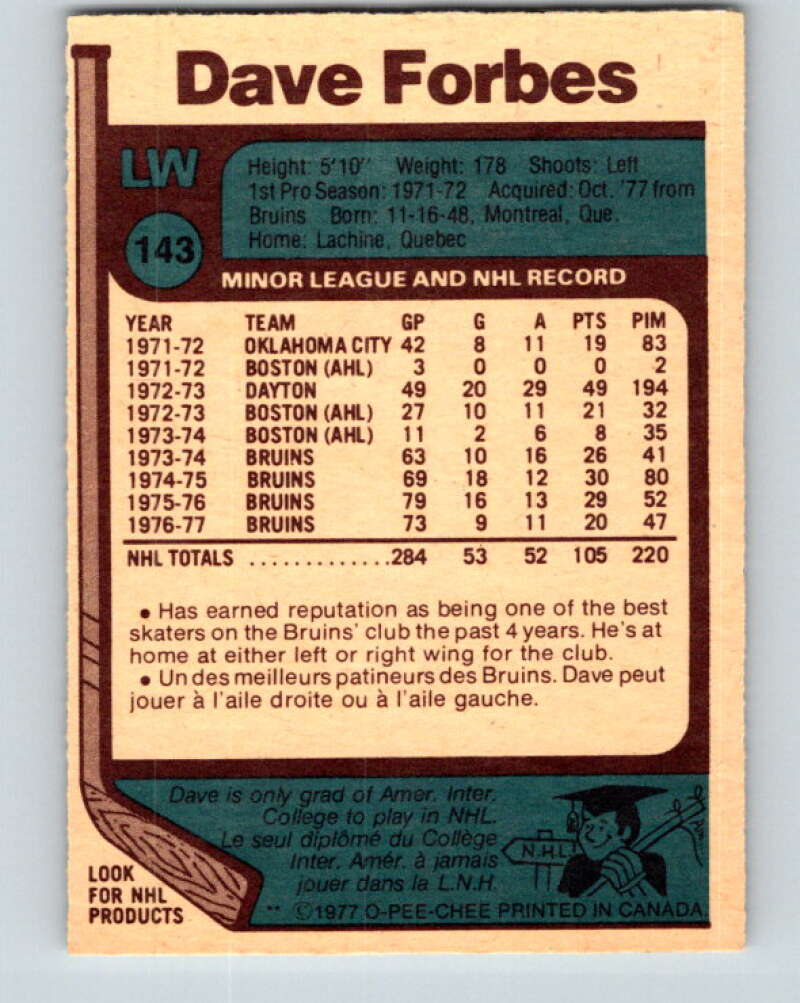 Dave Forbes
LW
143
Height: 5'10" Weight: 178 Shoots: Left
1st Pro Season: 1971-72 Acquired: Oct. '77 from
Bruins Born: 11-16-48, Montreal, Que.
Home: Lachine, Quebec
MINOR LEAGUE AND NHL RECORD
YEAR TEAM GP G A PTS PIM
1971-72 OKLAHOMA CITY 42 8 11 19 83
1971-72 BOSTON (AHL) 3 0 0 0 2
1972-73 DAYTON 49 20 29 49 194
1972-73 BOSTON (AHL) 27 10 11 21 32
1973-74 BOSTON (AHL) 11 2 6 8 35
1973-74 BRUINS 63 10 16 26 41
1974-75 BRUINS 69 18 12 30 80
1975-76 BRUINS 79 16 13 29 52
1976-77 BRUINS 73 9 11 20 47
NHL TOTALS .............284 53 52 105 220
• Has earned reputation as being one of the best
skaters on the Bruins' club the past 4 years. He's at
home at either left or right wing for the club.
• Un des meilleurs patineurs des Bruins. Dave peut
jouer à l'aile droite ou à l'aile gauche.
Dave is only grad of Amer. Inter.
College to play in NHL.
Le seul diplômé du Collège
Inter. Amér. à jamais
jouer dans la L.N.H.
N.H.L.
LOOK
FOR NHL
PRODUCTS
** ©1977 O-PEE-CHEE PRINTED IN CANADA